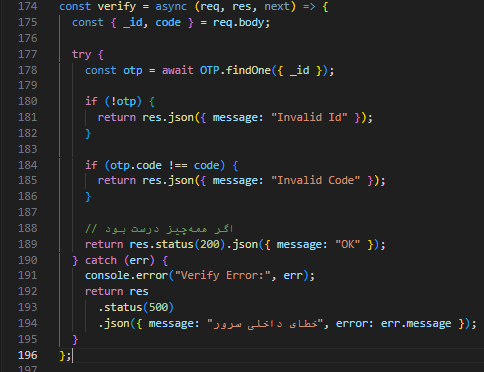 174 const verify = async (req, res, next) => {
175 const { _id, code } = req.body;
176
177 try {
178 const otp = await OTP.findOne({ _id });
179
180 if (!otp) {
181 return res.json({ message: "Invalid Id" });
182 }
183
184 if (otp.code !== code) {
185 return res.json({ message: "Invalid Code" });
186 }
187
188 // اگر همه‌چیز درست بود
189 return res.status(200).json({ message: "OK" });
190 } catch (err) {
191 console.error("Verify Error:", err);
192 return res
193 .status(500)
194 .json({ message: "خطای داخلی سرور", error: err.message });
195 }
196 };
197